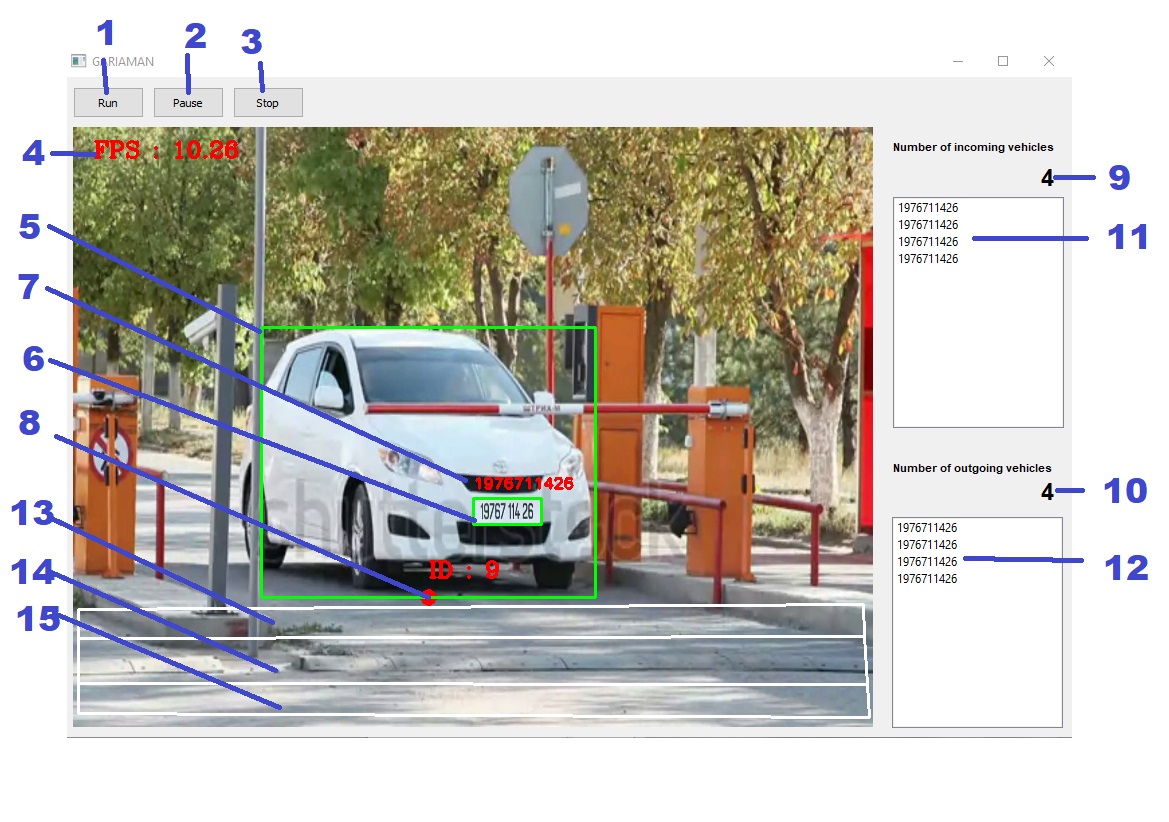 1
2
3
GARIAMAN
Run
Pause
Stop
4
FPS : 10.26
5
7
6
8
13
14
15
ШТРИХ-М
1976711426
19767 114 26
shutterstock
ID : 9
Number of incoming vehicles
4
9
1976711426
1976711426
1976711426
1976711426
11
Number of outgoing vehicles
4
10
1976711426
1976711426
1976711426
1976711426
12